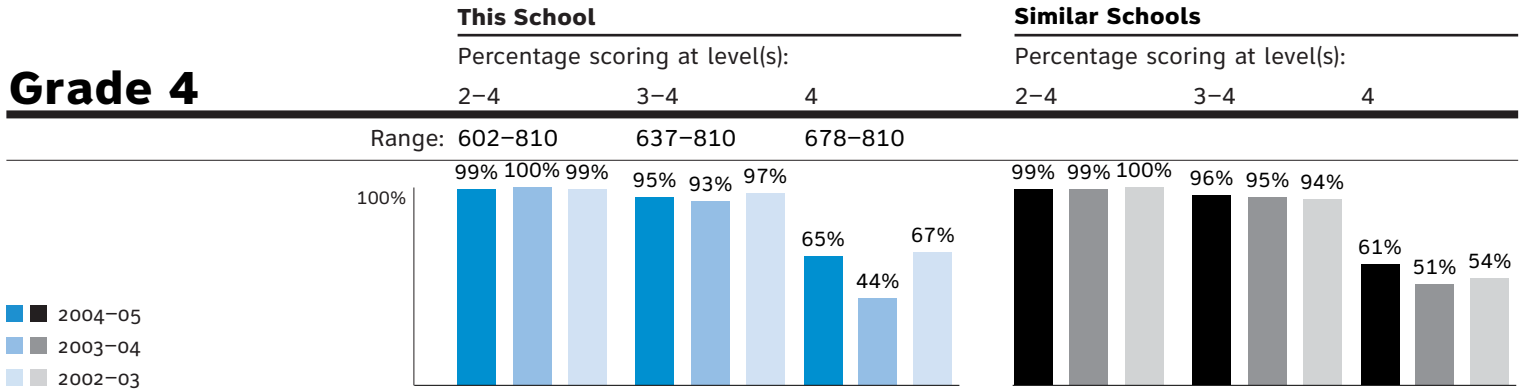 This School Similar Schools
Percentage scoring at level(s): Percentage scoring at level(s):
Grade 4 2–4 3–4 4 2–4 3–4 4
Range: 602–810 637–810 678–810
99% 100% 99% 95% 93% 97% 65% 44% 67% 99% 99% 100% 96% 95% 94% 61% 51% 54%
100%
2004–05
2003–04
2002–03